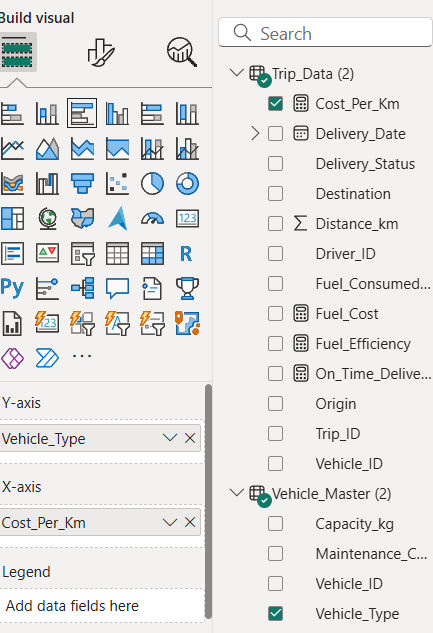 Build visual
Search
Trip_Data (2)
Cost_Per_Km
Delivery_Date
Delivery_Status
Destination
Distance_km
Driver_ID
Fuel_Consumed...
Fuel_Cost
Fuel_Efficiency
On_Time_Delive...
Origin
Trip_ID
Vehicle_ID
Vehicle_Master (2)
Capacity_kg
Maintenance_C...
Vehicle_ID
Vehicle_Type
123
R
Py
123
Y-axis
Vehicle_Type
X-axis
Cost_Per_Km
Legend
Add data fields here